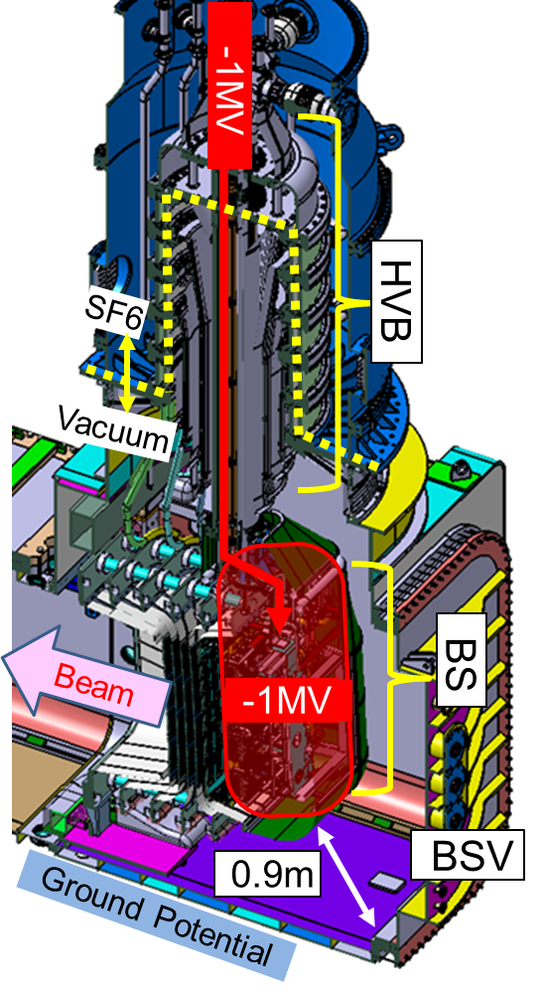 -1MV
HVB
SF6
Vacuum
BS
Beam
-1MV
BSV
0.9m
Ground Potential